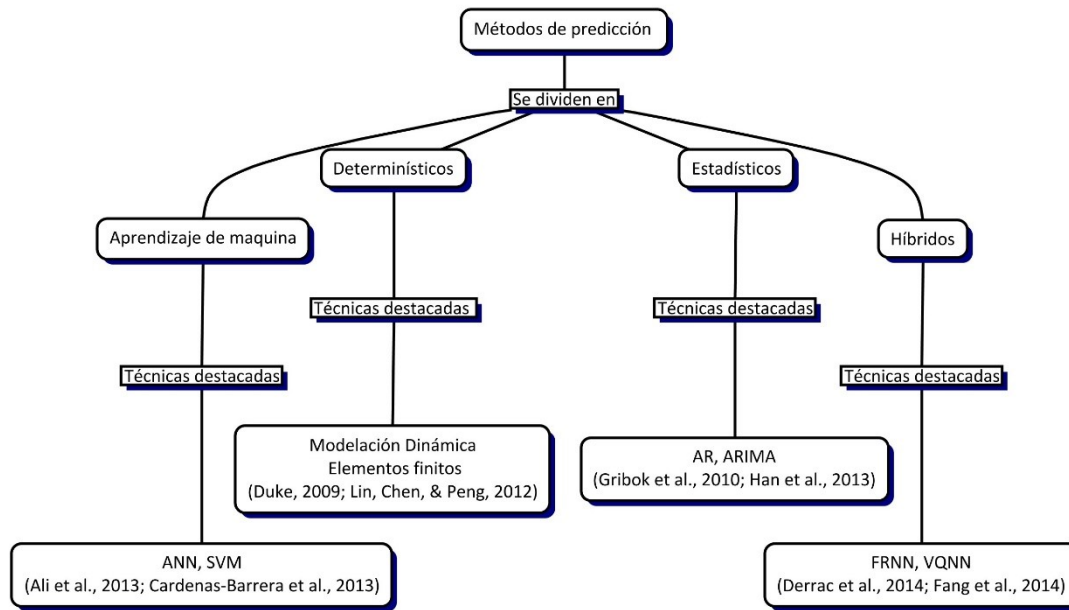 Métodos de predicción
Se dividen en
Determinísticos
Estadísticos
Aprendizaje de maquina
Híbridos
Técnicas destacadas
Técnicas destacadas
Técnicas destacadas
Técnicas destacadas
Modelación Dinámica
Elementos finitos
(Duke, 2009; Lin, Chen, & Peng, 2012)
AR, ARIMA
(Gribok et al., 2010; Han et al., 2013)
ANN, SVM
(Ali et al., 2013; Cardenas-Barrera et al., 2013)
FRNN, VQNN
(Derrac et al., 2014; Fang et al., 2014)